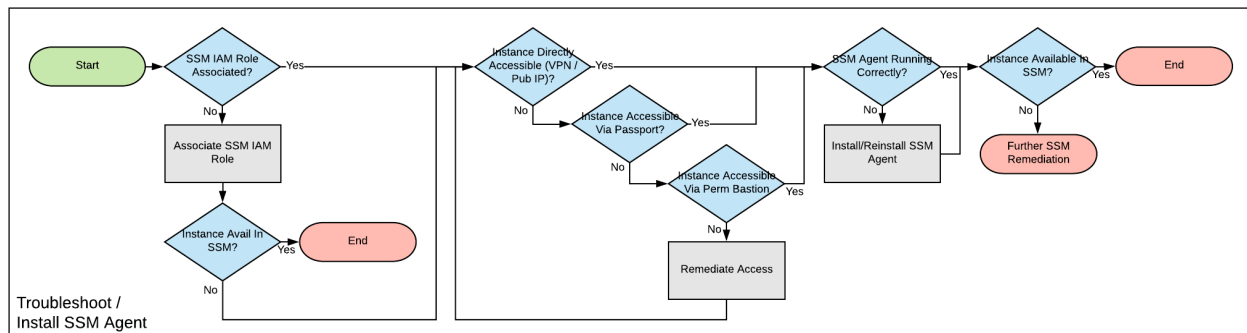 Start
SSM IAM Role
Associated?
Yes
No
Associate SSM IAM
Role
Instance Avail In
SSM?
Yes
End
No
Instance Directly
Accessible (VPN /
Pub IP)?
Yes
No
Instance Accessible
Via Passport?
Yes
No
Instance Accessible
Via Perm Bastion
Yes
No
Remediate Access
SSM Agent Running
Correctly?
Yes
No
Install/Reinstall SSM
Agent
Instance Available In
SSM?
Yes
End
No
Further SSM
Remediation
Troubleshoot /
Install SSM Agent